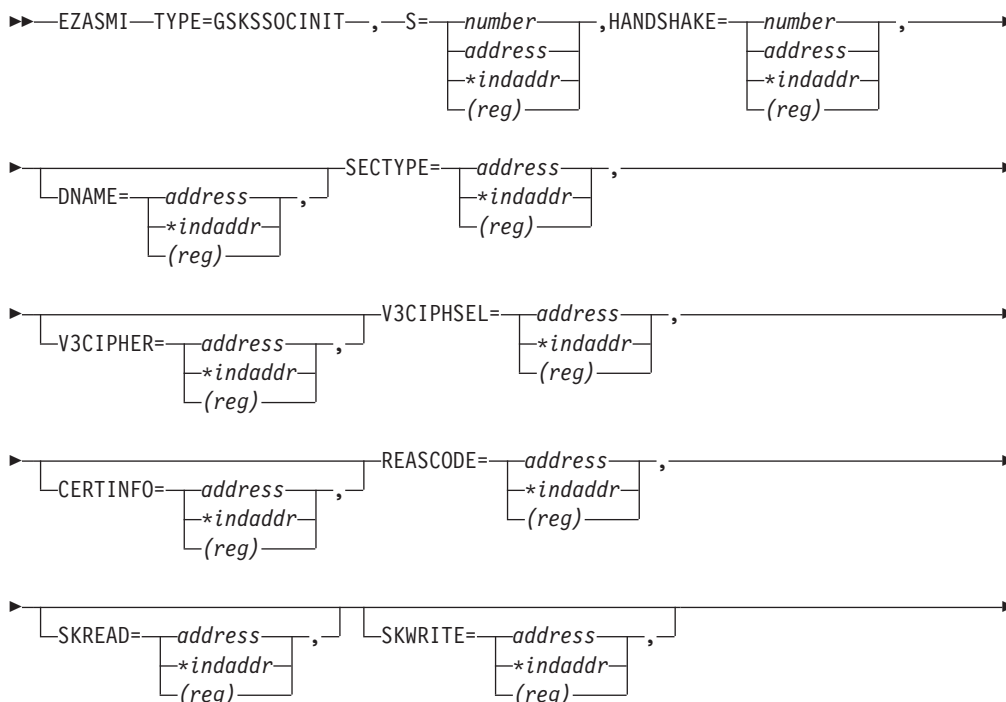 EZASMI TYPE=GSKSSOCINIT , S= number ,HANDSHAKE= number ,
address address
*indaddr *indaddr
(reg) (reg)
SECTYPE= address ,
DNAME= address , *indaddr
*indaddr (reg)
(reg)
V3CIPHSEL= address ,
V3CIPHER= address , *indaddr
*indaddr (reg)
(reg)
REASCODE= address ,
CERTINFO= address , *indaddr
*indaddr (reg)
(reg)
SKREAD= address , SKWRITE= address ,
*indaddr *indaddr
(reg) (reg)